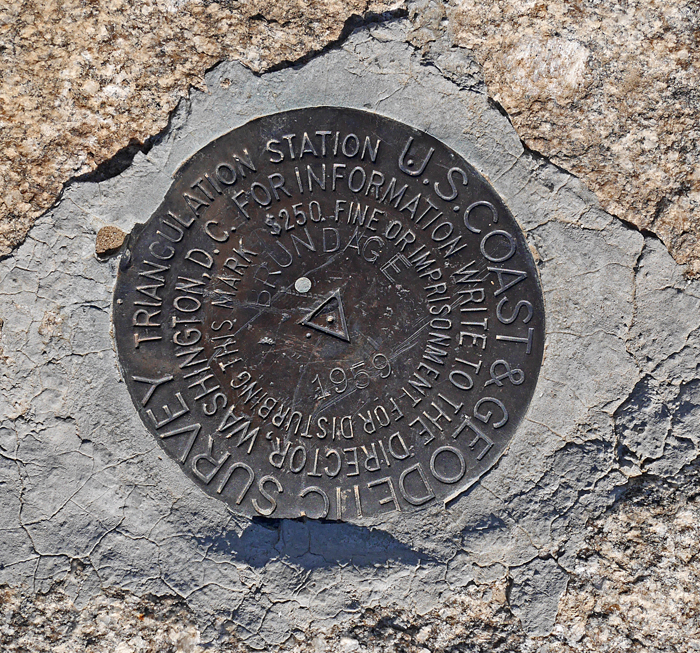 U.S. COAST & GEODETIC SURVEY
TRIANGULATION STATION
FOR INFORMATION WRITE TO THE DIRECTOR, WASHINGTON, D.C.
$250. FINE OR IMPRISONMENT FOR DISTURBING THIS MARK
BRUNDAGE
1959